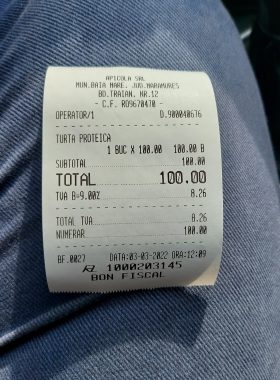 APICOLA SRL
MUN.BAIA MARE, JUD.MARAMURES
BD.TRAIAN, NR.12
- C.F. RO9670470 -
OPERATOR/1 D.900040676
TURTA PROTEICA
1 BUC X 100.00 100.00 B
SUBTOTAL 100.00
TOTAL 100.00
TVA B=9.00% 8.26
TOTAL TVA 8.26
NUMERAR 100.00
BF.0027 DATA:03-03-2022 ORA:12:09
1000203145
BON FISCAL